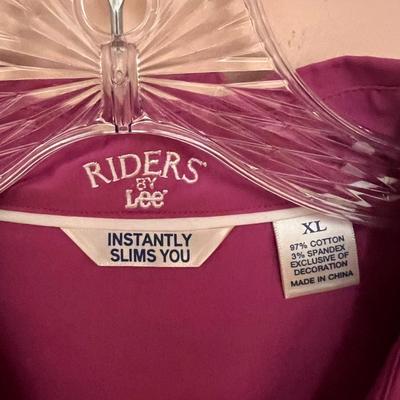 RIDERS
BY
Lee
INSTANTLY
SLIMS YOU
XL
97% COTTON
3% SPANDEX
EXCLUSIVE OF
DECORATION
MADE IN CHINA